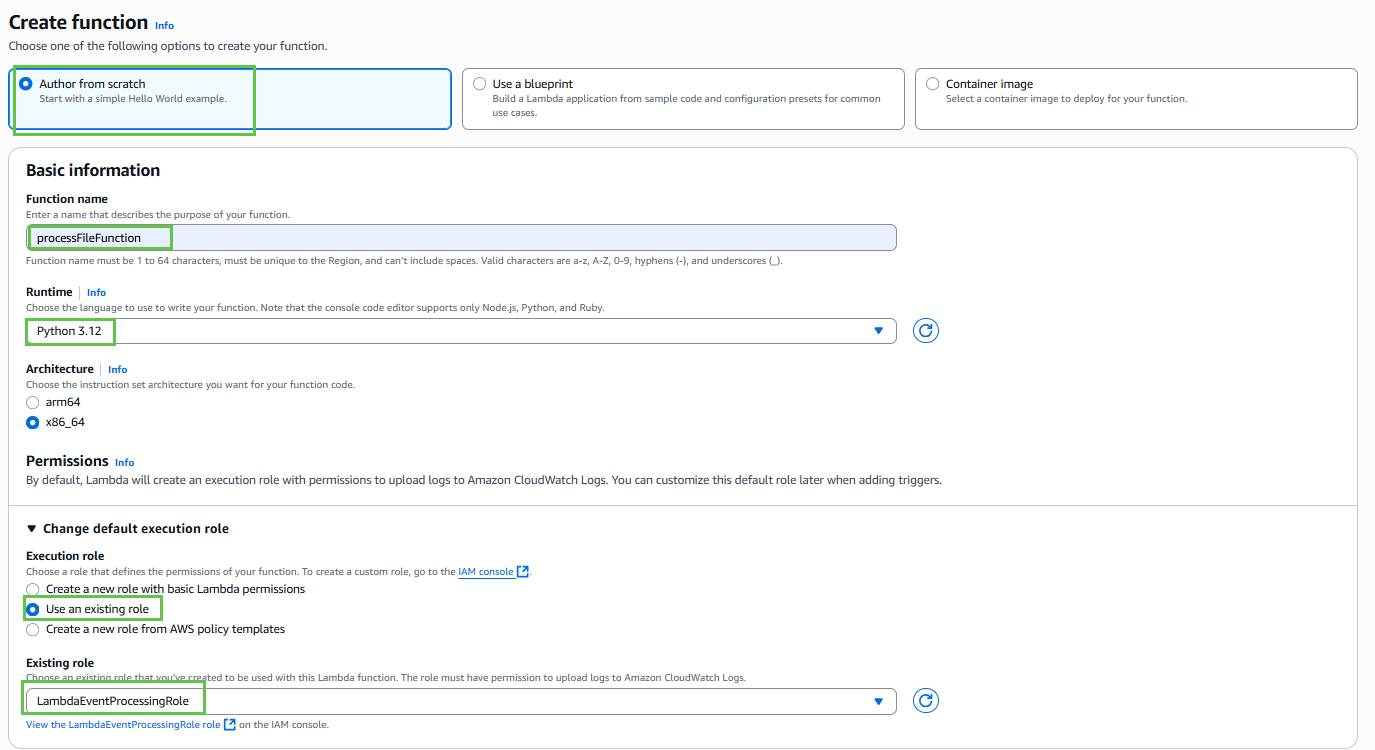 Create function Info
Choose one of the following options to create your function.
Author from scratch
Start with a simple Hello World example.
Use a blueprint
Build a Lambda application from sample code and configuration presets for common
use cases.
Container image
Select a container image to deploy for your function.
Basic information
Function name
Enter a name that describes the purpose of your function.
processFileFunction
Function name must be 1 to 64 characters, must be unique to the Region, and can't include spaces. Valid characters are a-z, A-Z, 0-9, hyphens (-), and underscores (_).
Runtime Info
Choose the language to use to write your function. Note that the console code editor supports only Node.js, Python, and Ruby.
Python 3.12
Architecture Info
Choose the instruction set architecture you want for your function code.
arm64
x86_64
Permissions Info
By default, Lambda will create an execution role with permissions to upload logs to Amazon CloudWatch Logs. You can customize this default role later when adding triggers.
Change default execution role
Execution role
Choose a role that defines the permissions of your function. To create a custom role, go to the IAM console.
Create a new role with basic Lambda permissions
Use an existing role
Create a new role from AWS policy templates
Existing role
Choose an existing role that you've created to be used with this Lambda function. The role must have permission to upload logs to Amazon CloudWatch Logs.
LambdaEventProcessingRole
View the LambdaEventProcessingRole role on the IAM console.